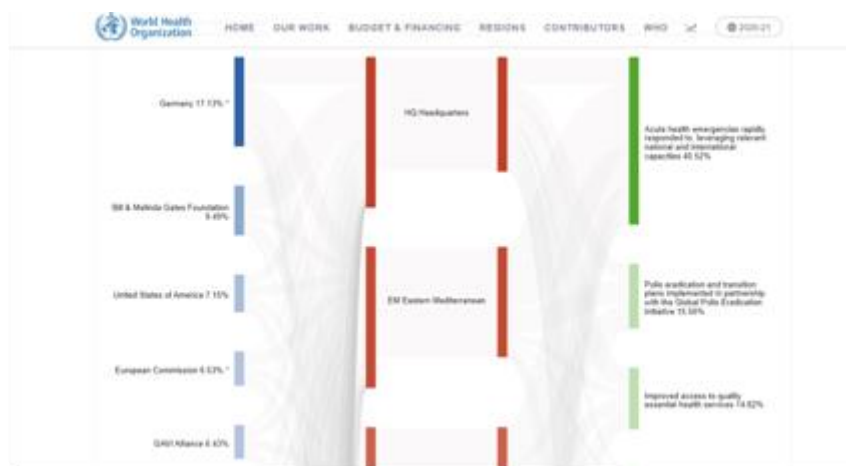 World Health
Organization
HOME
OUR WORK
BUDGET & FINANCING
REGIONS
CONTRIBUTORS
WHO
2020-21
Germany 17.13% *
HQ Headquarters
Acute health emergencies rapidly
responded to, leveraging relevant
national and international
capacities 40.52%
Bill & Melinda Gates Foundation
9.49%
United States of America 7.15%
EM Eastern Mediterranean
Polio eradication and transition
plans implemented in partnership
with the Global Polio Eradication
Initiative
European Commission 6.53% *
Improved access to quality
essential health services 14.82%
GAVI Alliance 6.43%